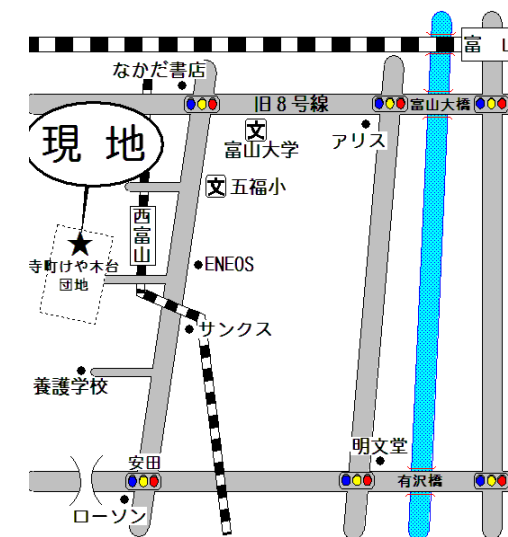 富 山
なかだ書店
旧8号線
富山大橋
文
富山大学
アリス
現 地
文 五福小
西富山
ENEOS
寺町けや木台
団地
サンクス
養護学校
明文堂
安田
有沢橋
ローソン